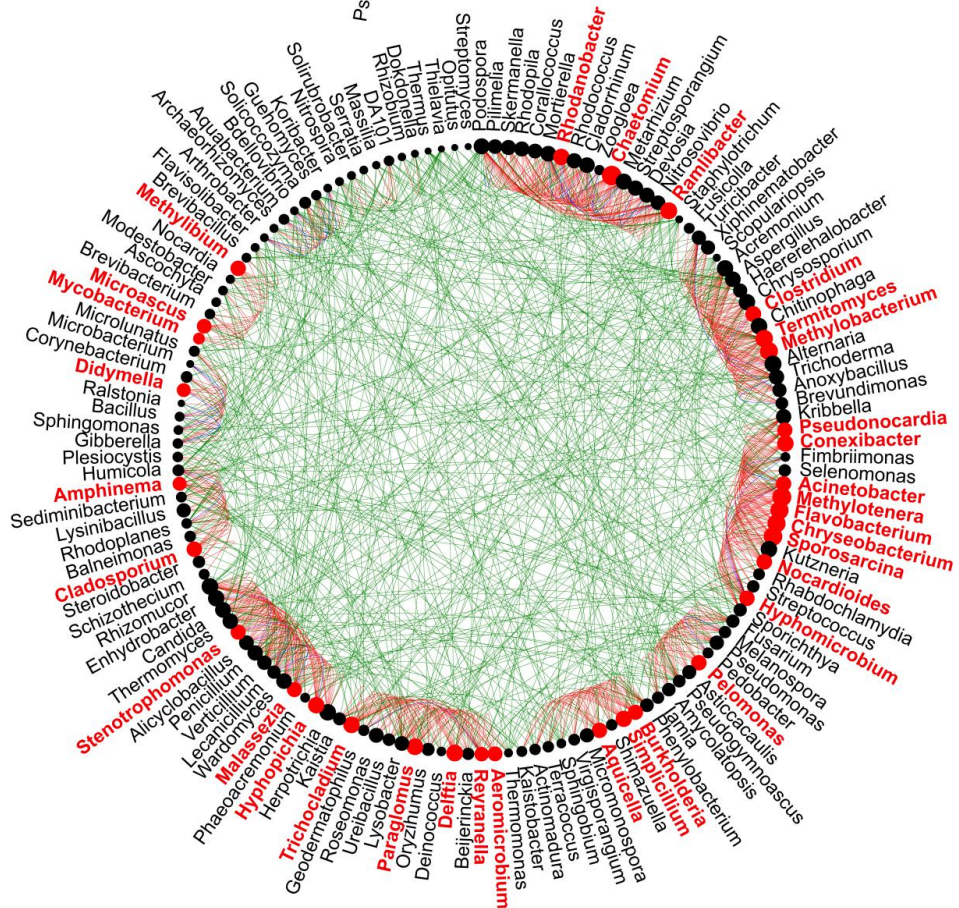 Ps
Streptomyces
Podospora
Pilimelia
Skermanella
Rhodopila
Corallococcus
Mortierella
Rhodanobacter
Rhodococcus
Cladorrhinum
Zoogloea
Chaetomium
Metarhizium
Streptosporangium
Devosia
Nitrosovibrio
Ramlibacter
Staphylotrichum
Fusicolla
Turicibacter
Xiphinematobacter
Scopulariopsis
Acremonium
Aspergillus
Haererehalobacter
Chrysosporium
Clostridium
Chitinophaga
Termitomyces
Methylobacterium
Alternaria
Trichoderma
Anoxybacillus
Brevundimonas
Kribbella
Pseudonocardia
Conexibacter
Fimbriimonas
Selenomonas
Acinetobacter
Methylotenera
Flavobacterium
Chryseobacterium
Sporosarcina
Kutzneria
Nocardioides
Rhabdochlamydia
Streptococcus
Hyphomicrobium
Sporichthya
Fusarium
Melanospora
Pseudomonas
Pedobacter
Pelomonas
Asticcacaulis
Pseudogymnoascus
Amycolatopsis
Labrys
Phenylobacterium
Burkholderia
Simplicillium
Shimazuella
Aquicella
Micromonospora
Virgisporangium
Sphingobium
Terracoccus
Actinomadura
Kaistobacter
Thermomonas
Aeromicrobium
Reyranella
Beijerinckia
Delftia
Deinococcus
Oryzihumus
Paraglomus
Lysobacter
Ureibacillus
Roseomonas
Geodermatophilus
Trichocladium
Kaistia
Herpotrichia
Hyphopichia
Phaeoacremonium
Malassezia
Wardomyces
Lecanicillium
Verticillium
Penicillium
Alicyclobacillus
Stenotrophomonas
Thermomyces
Candida
Enhydrobacter
Rhizomucor
Schizothecium
Steroidobacter
Cladosporium
Balneimonas
Rhodoplanes
Lysinibacillus
Sediminibacterium
Amphinema
Humicola
Plesiocystis
Gibberella
Sphingomonas
Bacillus
Ralstonia
Didymella
Corynebacterium
Microbacterium
Microlunatus
Mycobacterium
Microascus
Brevibacterium
Ascochyta
Modestobacter
Nocardia
Methylibium
Brevibacillus
Flavisolibacter
Arthrobacter
Arthromyces
Archaeorhizomyces
Aquabacterium
Bdellovibrio
Solicoccozyma
Guehomyces
Koribacter
Nitrospira
Solirubrobacter
Serratia
Massilia
DA101
Rhizobium
Dokdonella
Thermobifida
Thielavia
Opitutus